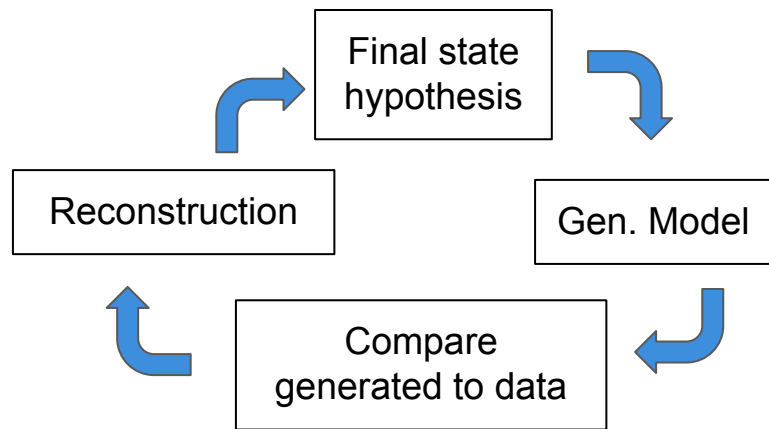 Final state
hypothesis
Reconstruction
Gen. Model
Compare
generated to data